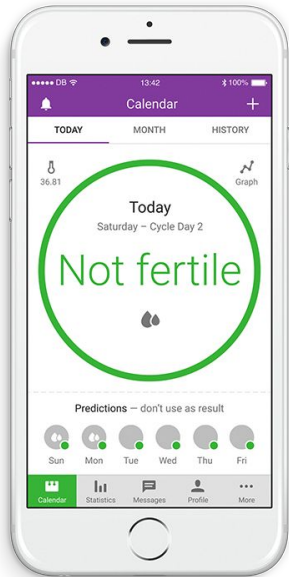 DB 13:42 100%
Calendar
TODAY MONTH HISTORY
36.81 Graph
Today
Saturday – Cycle Day 2
Not fertile
Predictions — don't use as result
Sun Mon Tue Wed Thu Fri
Calendar Statistics Messages Profile More